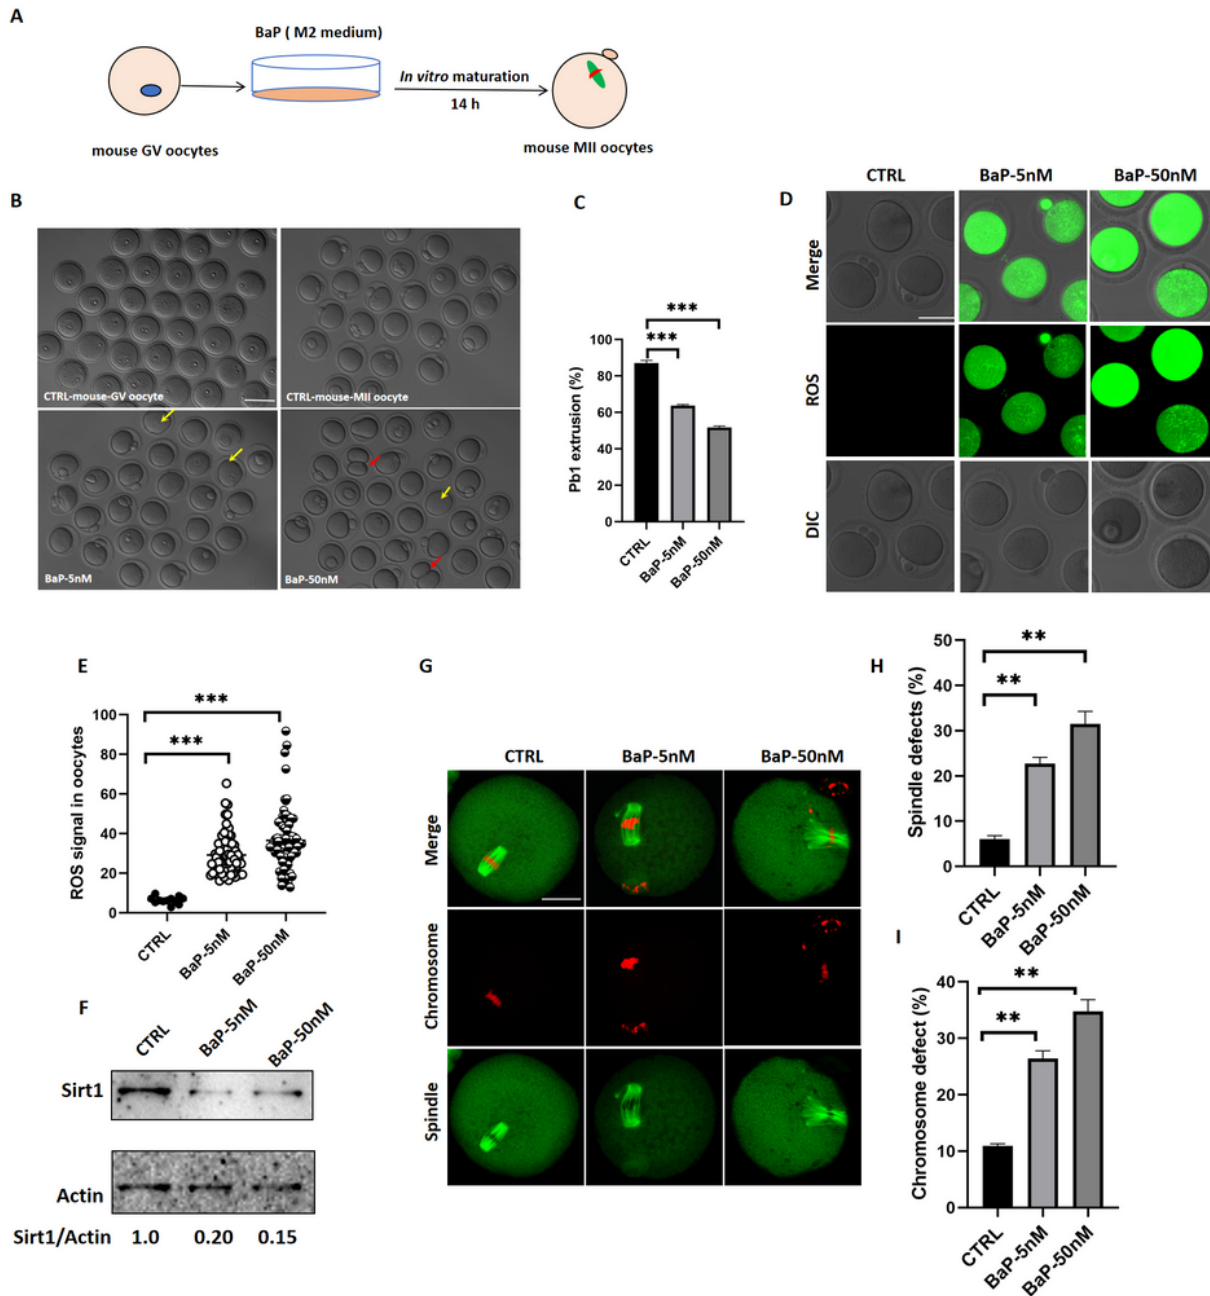 A
BaP ( M2 medium)
In vitro maturation
14 h
mouse GV oocytes
mouse MII oocytes
B
CTRL-mouse-GV oocyte
CTRL-mouse-MII oocyte
BaP-5nM
BaP-50nM
C
***
***
Pb1 extrusion (%)
100
80
60
40
20
0
CTRL
BaP-5nM
BaP-50nM
D
CTRL
BaP-5nM
BaP-50nM
Merge
ROS
DIC
E
***
***
ROS signal in oocytes
100
80
60
40
20
0
CTRL
BaP-5nM
BaP-50nM
F
CTRL
BaP-5nM
BaP-50nM
Sirt1
Actin
Sirt1/Actin 1.0 0.20 0.15
G
CTRL
BaP-5nM
BaP-50nM
Merge
Chromosome
Spindle
H
**
**
Spindle defects (%)
50
40
30
20
10
0
CTRL
BaP-5nM
BaP-50nM
I
**
**
Chromosome defect (%)
40
30
20
10
0
CTRL
BaP-5nM
BaP-50nM